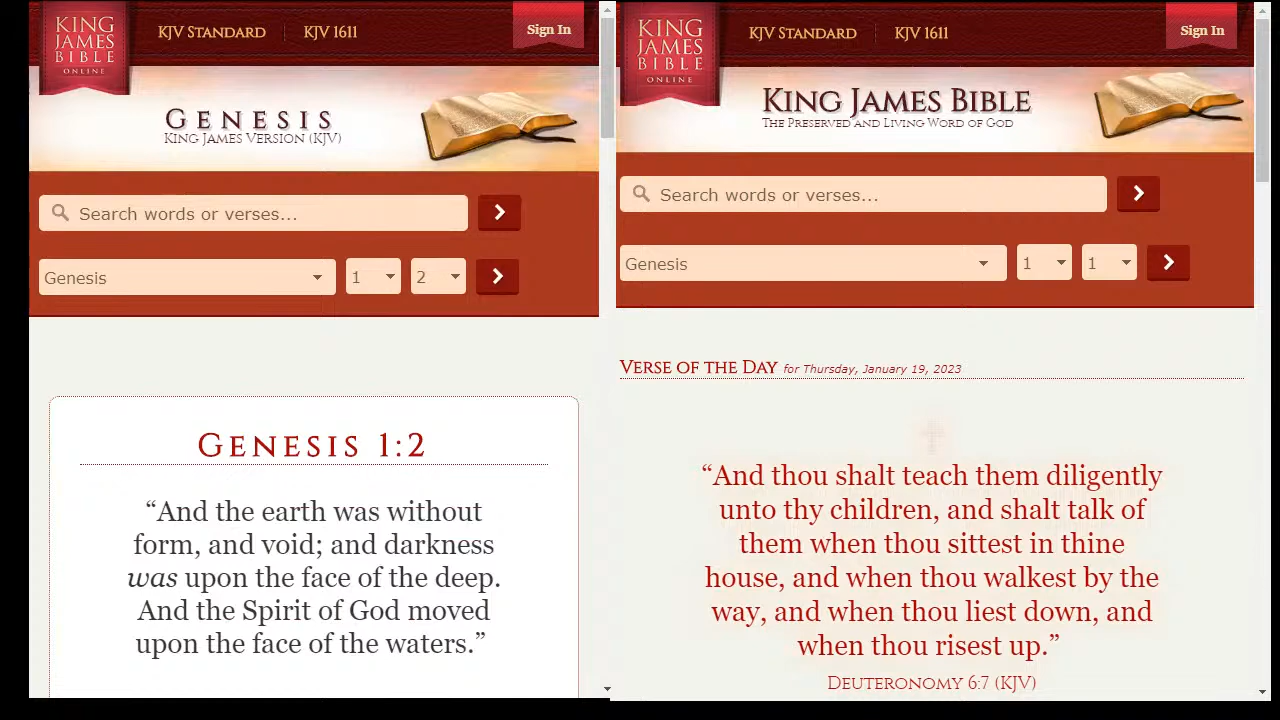 KING
JAMES
BIBLE
ONLINE
KJV STANDARD
KJV 1611
Sign In
GENESIS
KING JAMES VERSION (KJV)
Search words or verses...
Genesis
1
2
GENESIS 1:2
“And the earth was without
form, and void; and darkness
was upon the face of the deep.
And the Spirit of God moved
upon the face of the waters.”
KING
JAMES
BIBLE
ONLINE
KJV STANDARD
KJV 1611
Sign In
KING JAMES BIBLE
THE PRESERVED AND LIVING WORD OF GOD
Search words or verses...
Genesis
1
1
VERSE OF THE DAY for Thursday, January 19, 2023
“And thou shalt teach them diligently
unto thy children, and shalt talk of
them when thou sittest in thine
house, and when thou walkest by the
way, and when thou liest down, and
when thou risest up.”
DEUTERONOMY 6:7 (KJV)